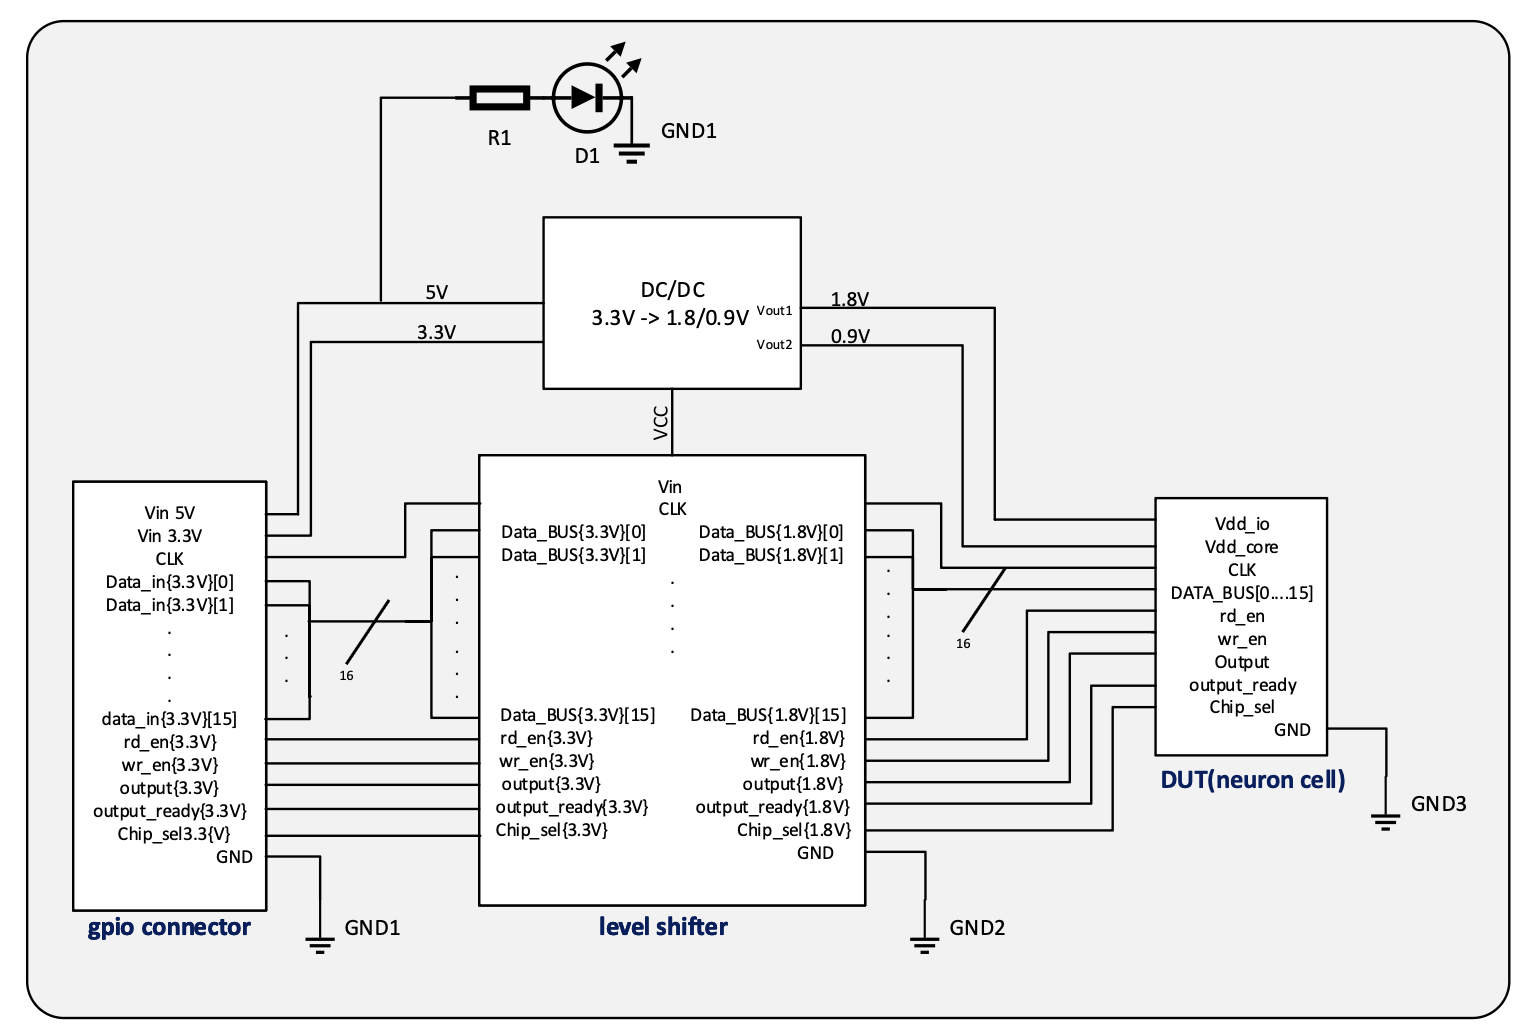 R1
D1
GND1
5V
3.3V
DC/DC
3.3V -> 1.8/0.9V
Vout1
Vout2
1.8V
0.9V
VCC
Vin 5V
Vin 3.3V
CLK
Data_in{3.3V}[0]
Data_in{3.3V}[1]
.
.
.
.
data_in{3.3V}[15]
rd_en{3.3V}
wr_en{3.3V}
output{3.3V}
output_ready{3.3V}
Chip_sel3.3{V}
GND
gpio connector
GND1
.
.
.
16
.
.
.
.
.
Vin
CLK
Data_BUS{3.3V}[0] Data_BUS{1.8V}[0]
Data_BUS{3.3V}[1] Data_BUS{1.8V}[1]
.
.
.
.
Data_BUS{3.3V}[15] Data_BUS{1.8V}[15]
rd_en{3.3V} rd_en{1.8V}
wr_en{3.3V} wr_en{1.8V}
output{3.3V} output{1.8V}
output_ready{3.3V} output_ready{1.8V}
Chip_sel{3.3V} Chip_sel{1.8V}
GND
level shifter
GND2
.
.
.
.
.
.
16
Vdd_io
Vdd_core
CLK
DATA_BUS[0....15]
rd_en
wr_en
Output
output_ready
Chip_sel
GND
DUT(neuron cell)
GND3